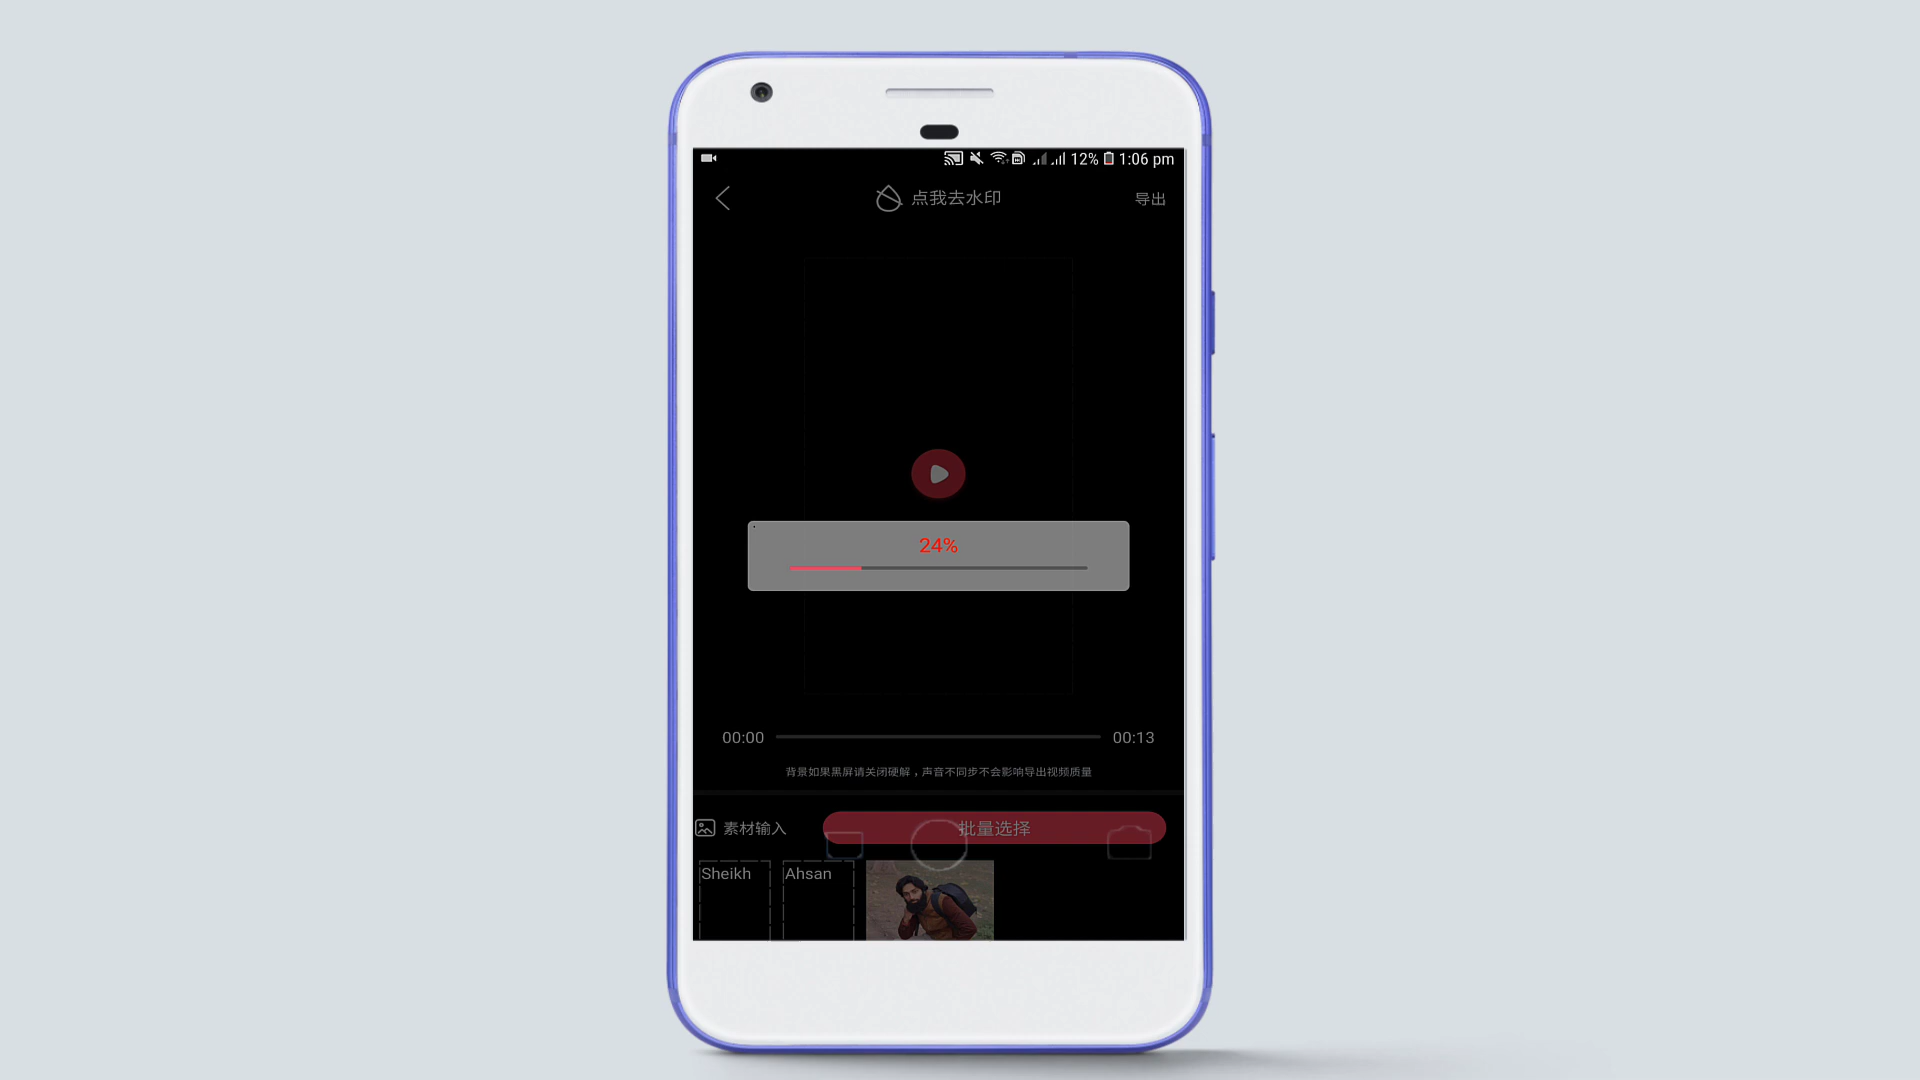 12% 1:06 pm
点我去水印
导出
24%
00:00
00:13
背景如果黑屏请关闭硬解，声音不同步不会影响导出视频质量
素材输入
批量选择
Sheikh
Ahsan